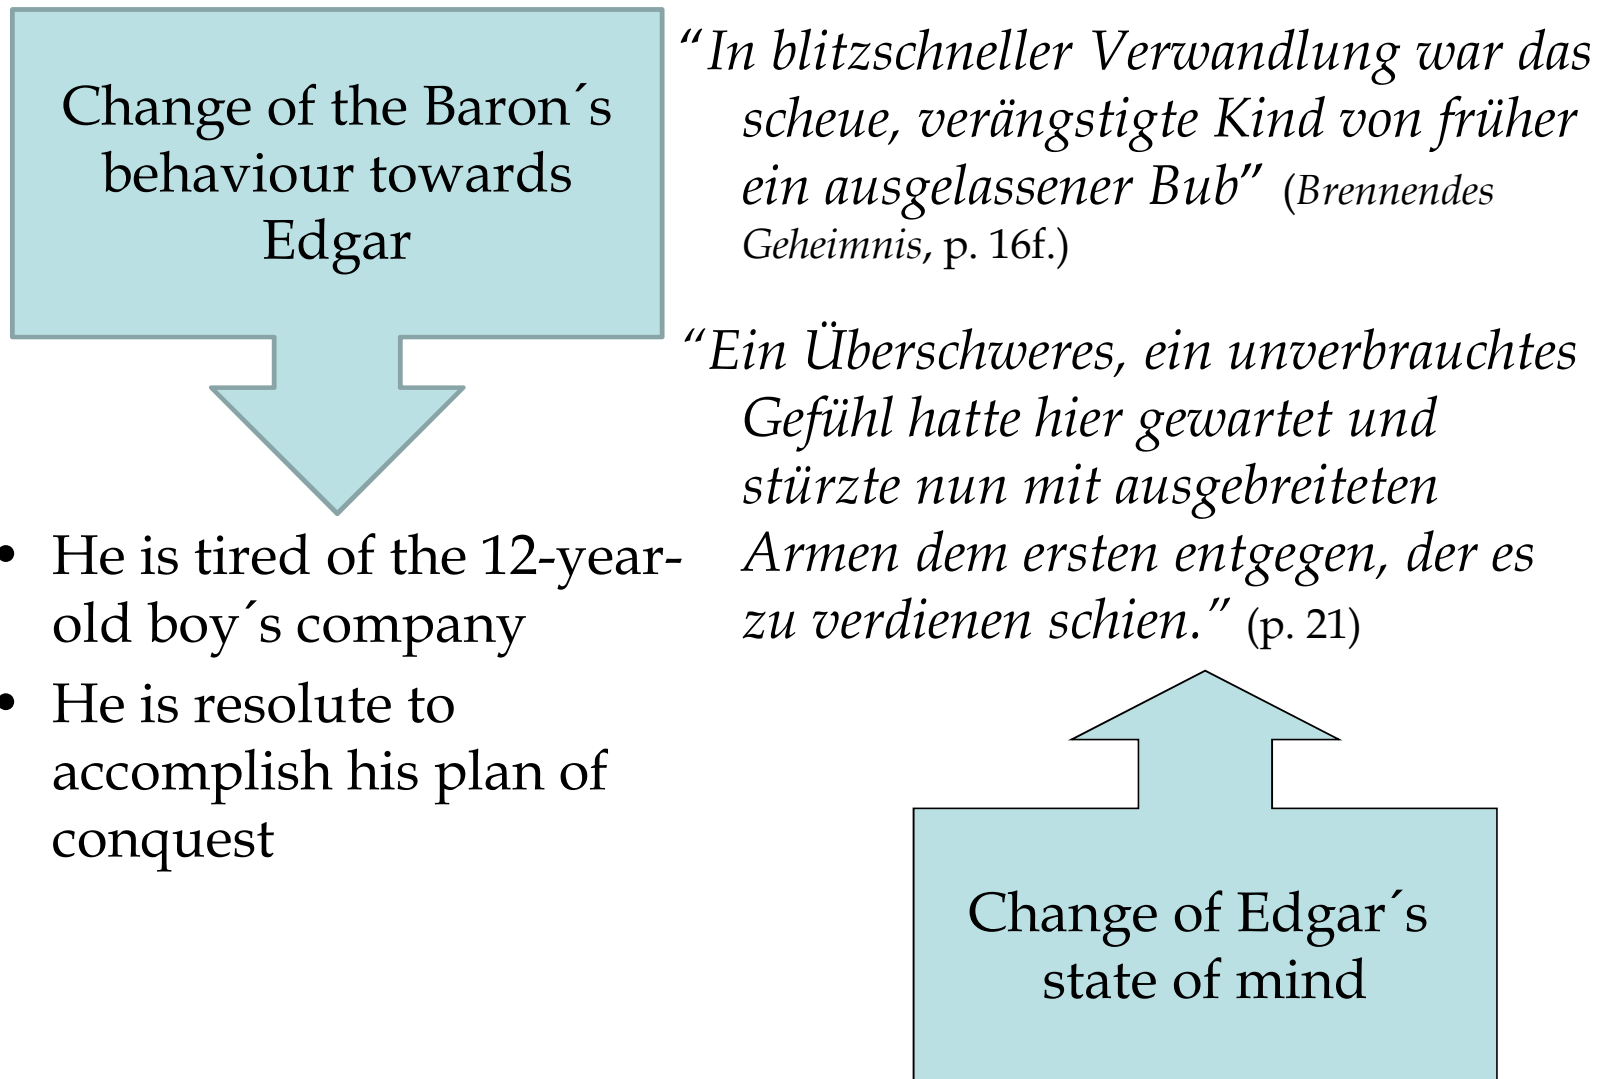 Change of the Baron´s
behaviour towards
Edgar
• He is tired of the 12-year-
old boy´s company
• He is resolute to
accomplish his plan of
conquest
“In blitzschneller Verwandlung war das
scheue, verängstigte Kind von früher
ein ausgelassener Bub” (Brennendes
Geheimnis, p. 16f.)
“Ein Überschweres, ein unverbrauchtes
Gefühl hatte hier gewartet und
stürzte nun mit ausgebreiteten
Armen dem ersten entgegen, der es
zu verdienen schien.” (p. 21)
Change of Edgar´s
state of mind